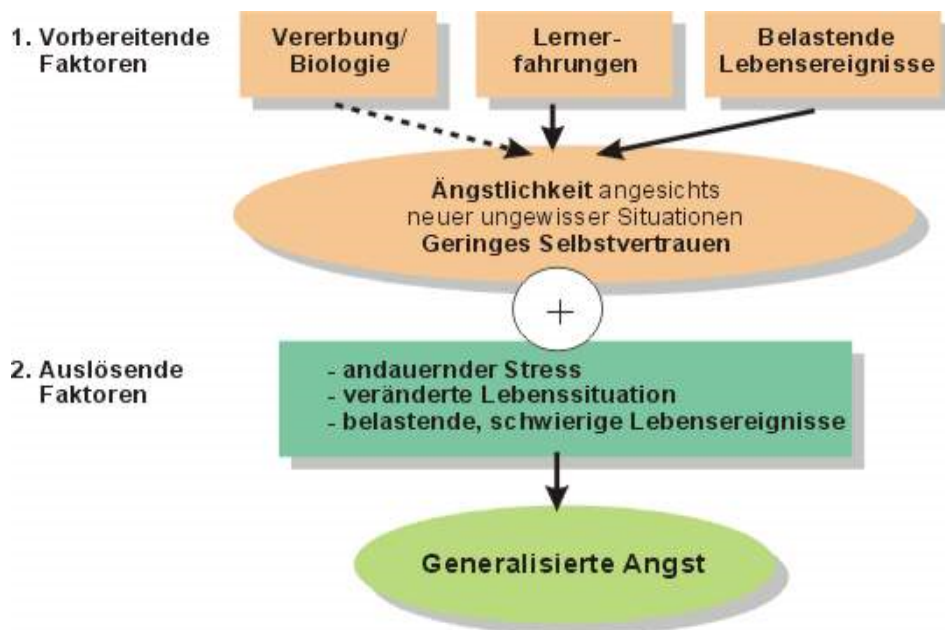 1. Vorbereitende
Faktoren
Vererbung/
Biologie
Lerner-
fahrungen
Belastende
Lebensereignisse
Ängstlichkeit angesichts
neuer ungewisser Situationen
Geringes Selbstvertrauen
+
2. Auslösende
Faktoren
- andauernder Stress
- veränderte Lebenssituation
- belastende, schwierige Lebensereignisse
Generalisierte Angst